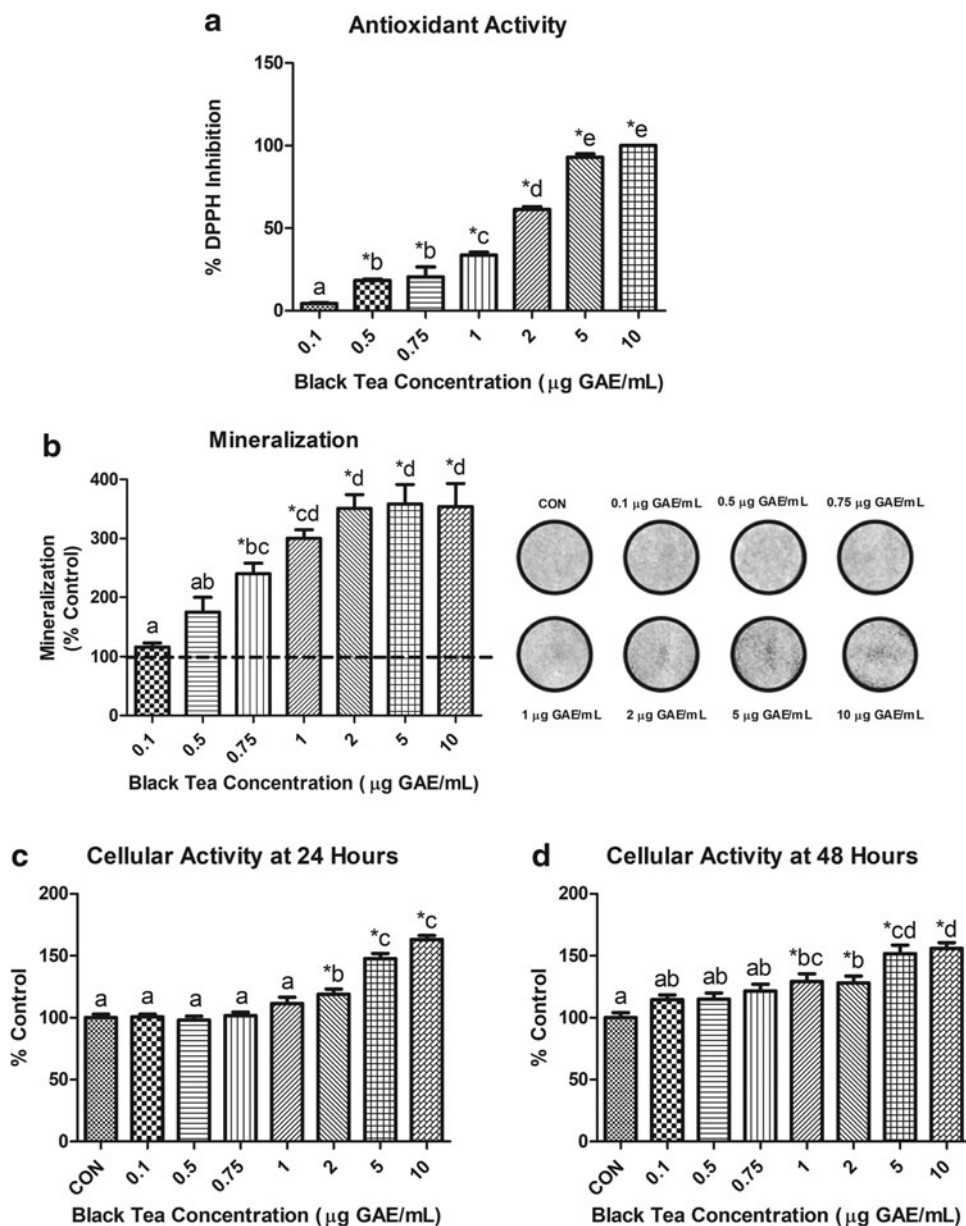 a
Antioxidant Activity
% DPPH Inhibition
150
100
50
0
a
*b
*b
*c
*d
*e
*e
0.1
0.5
0.75
1
2
5
10
Black Tea Concentration (μg GAE/mL)
b
Mineralization
Mineralization
(% Control)
400
300
200
100
0
a
ab
*bc
*cd
*d
*d
*d
0.1
0.5
0.75
1
2
5
10
Black Tea Concentration (μg GAE/mL)
CON
0.1 μg GAE/mL
0.5 μg GAE/mL
0.75 μg GAE/mL
1 μg GAE/mL
2 μg GAE/mL
5 μg GAE/mL
10 μg GAE/mL
c
Cellular Activity at 24 Hours
% Control
200
150
100
50
0
a
a
a
a
a
*b
*c
*c
CON
0.1
0.5
0.75
1
2
5
10
Black Tea Concentration (μg GAE/mL)
d
Cellular Activity at 48 Hours
% Control
200
150
100
50
0
a
ab
ab
ab
*bc
*b
*cd
*d
CON
0.1
0.5
0.75
1
2
5
10
Black Tea Concentration (μg GAE/mL)